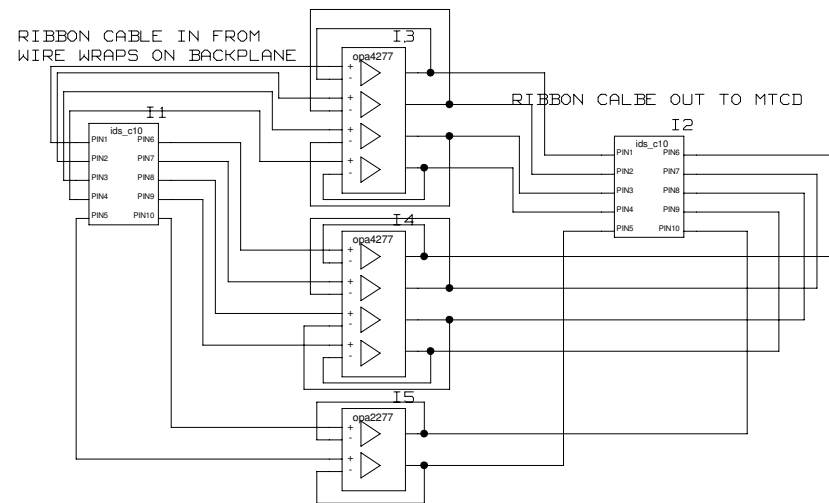 RIBBON CABLE IN FROM
WIRE WRAPS ON BACKPLANE
I3
opa4277
+
-
+
-
+
-
+
-
I1
ids_c10
PIN1 PIN6
PIN2 PIN7
PIN3 PIN8
PIN4 PIN9
PIN5 PIN10
RIBBON CALBE OUT TO MTCD
I2
ids_c10
PIN1 PIN6
PIN2 PIN7
PIN3 PIN8
PIN4 PIN9
PIN5 PIN10
I4
opa4277
+
-
+
-
+
-
+
-
I5
opa2277
+
-
+
-